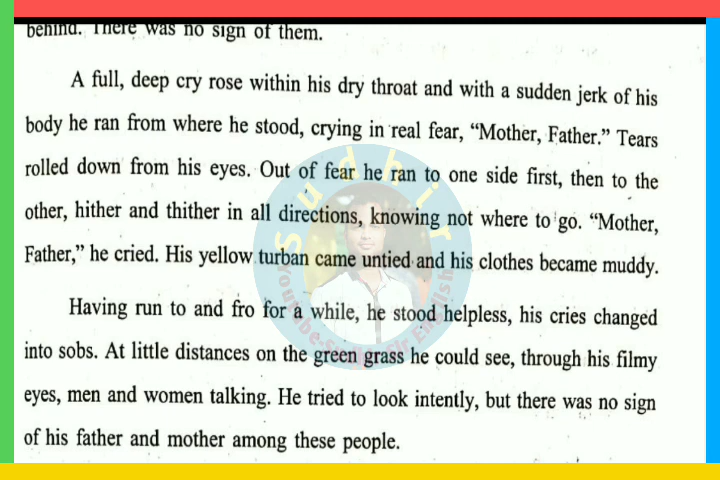 behind. There was no sign of them.
A full, deep cry rose within his dry throat and with a sudden jerk of his
body he ran from where he stood, crying in real fear, “Mother, Father.” Tears
rolled down from his eyes. Out of fear he ran to one side first, then to the
other, hither and thither in all directions, knowing not where to go. “Mother,
Father,” he cried. His yellow turban came untied and his clothes became muddy.
Having run to and fro for a while, he stood helpless, his cries changed
into sobs. At little distances on the green grass he could see, through his filmy
eyes, men and women talking. He tried to look intently, but there was no sign
of his father and mother among these people.
Sudhir
Youtube-Sudhir Sir English